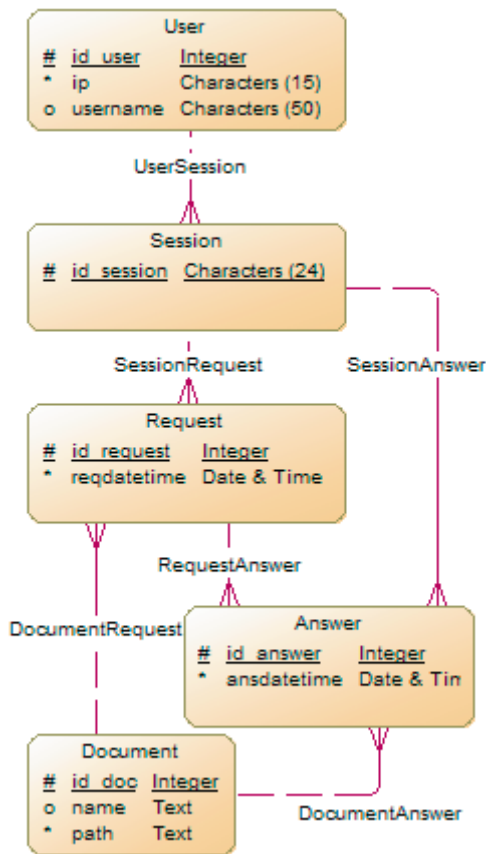 User
# id_user Integer
* ip Characters (15)
o username Characters (50)
UserSession
Session
# id_session Characters (24)
SessionRequest
SessionAnswer
Request
# id_request Integer
* reqdatetime Date & Time
RequestAnswer
DocumentRequest
Answer
# id_answer Integer
* ansdatetime Date & Tin
Document
# id_doc Integer
o name Text
* path Text
DocumentAnswer